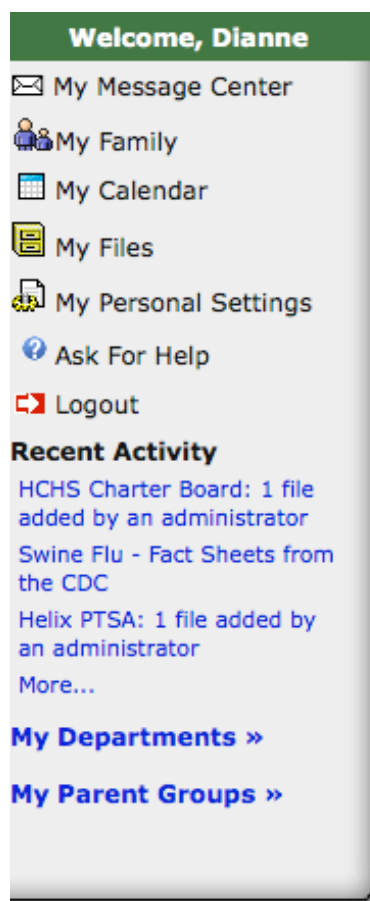 Welcome, Dianne
My Message Center
My Family
My Calendar
My Files
My Personal Settings
Ask For Help
Logout
Recent Activity
HCHS Charter Board: 1 file
added by an administrator
Swine Flu - Fact Sheets from
the CDC
Helix PTSA: 1 file added by
an administrator
More...
My Departments »
My Parent Groups »